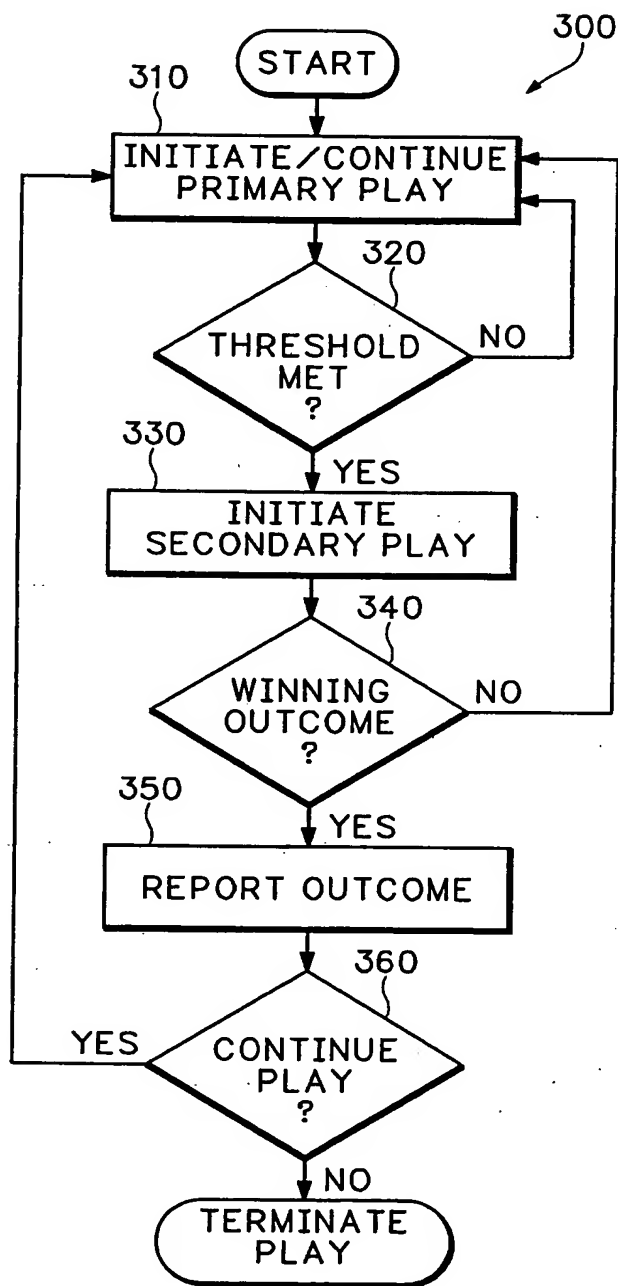 300
START
310
INITIATE/CONTINUE
PRIMARY PLAY
320
THRESHOLD
MET
?
NO
330
YES
INITIATE
SECONDARY PLAY
340
WINNING
OUTCOME
?
NO
350
YES
REPORT OUTCOME
360
YES
CONTINUE
PLAY
?
NO
TERMINATE
PLAY